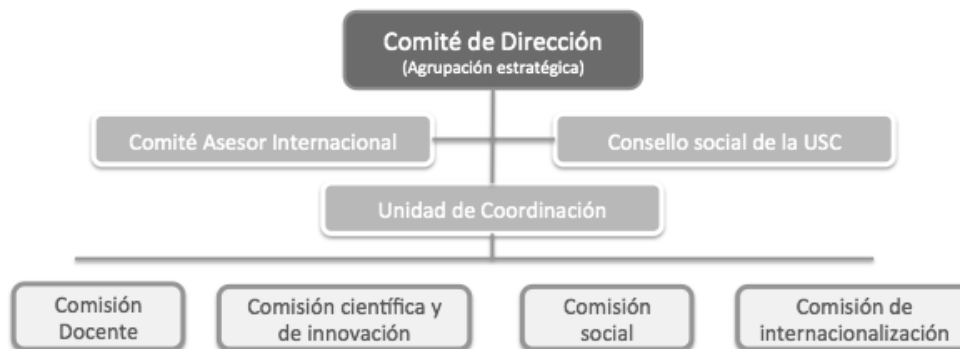 Comité de Dirección
(Agrupación estratégica)
Comité Asesor Internacional
Consello social de la USC
Unidad de Coordinación
Comisión
Docente
Comisión científica y
de innovación
Comisión
social
Comisión de
internacionalización